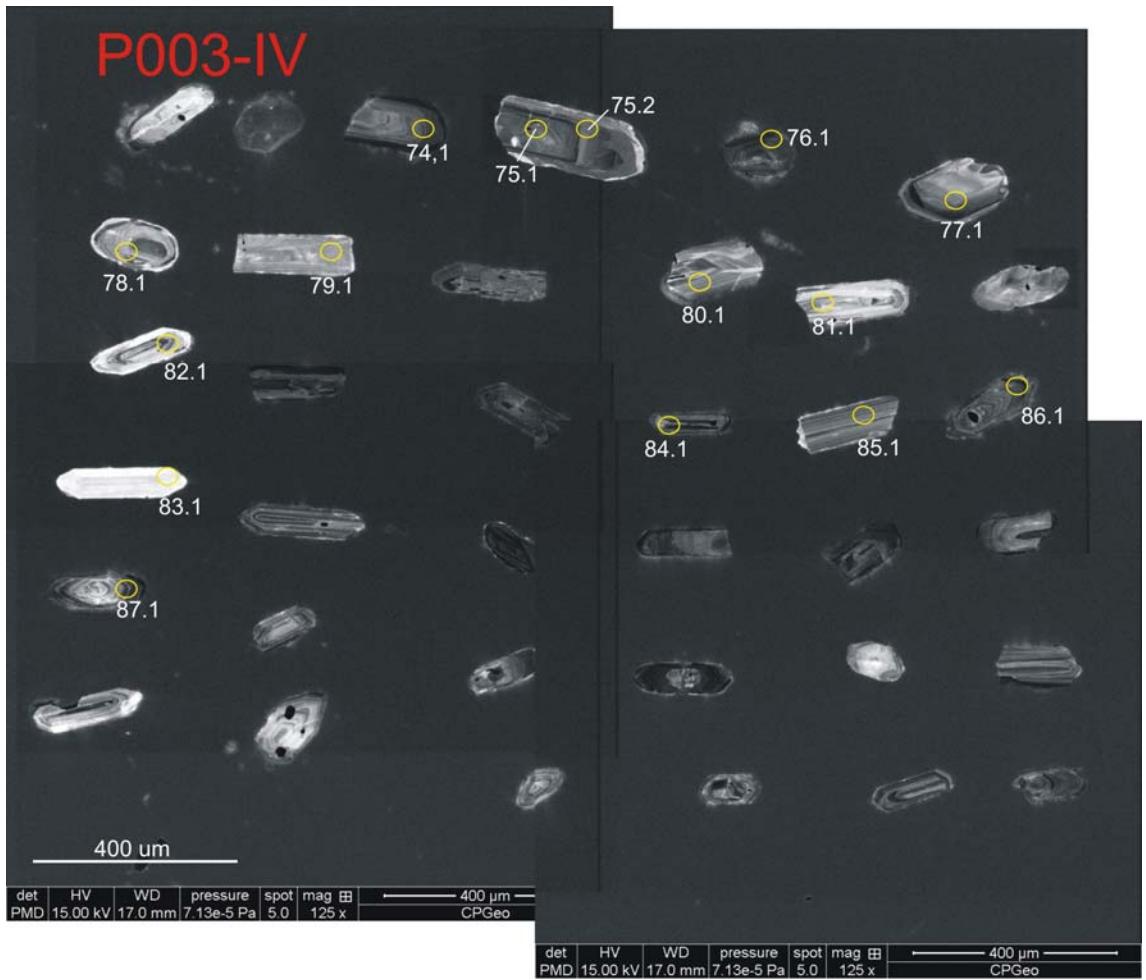 P003-IV
75.2
74,1
75.1
76.1
77.1
78.1
79.1
80.1
81.1
82.1
84.1
85.1
86.1
83.1
87.1
400 um
det HV WD pressure spot mag ⊞ 400 µm
PMD 15.00 kV 17.0 mm 7.13e-5 Pa 5.0 125 x CPGeo
det HV WD pressure spot mag ⊞ 400 µm
PMD 15.00 kV 17.0 mm 7.13e-5 Pa 5.0 125 x CPGeo